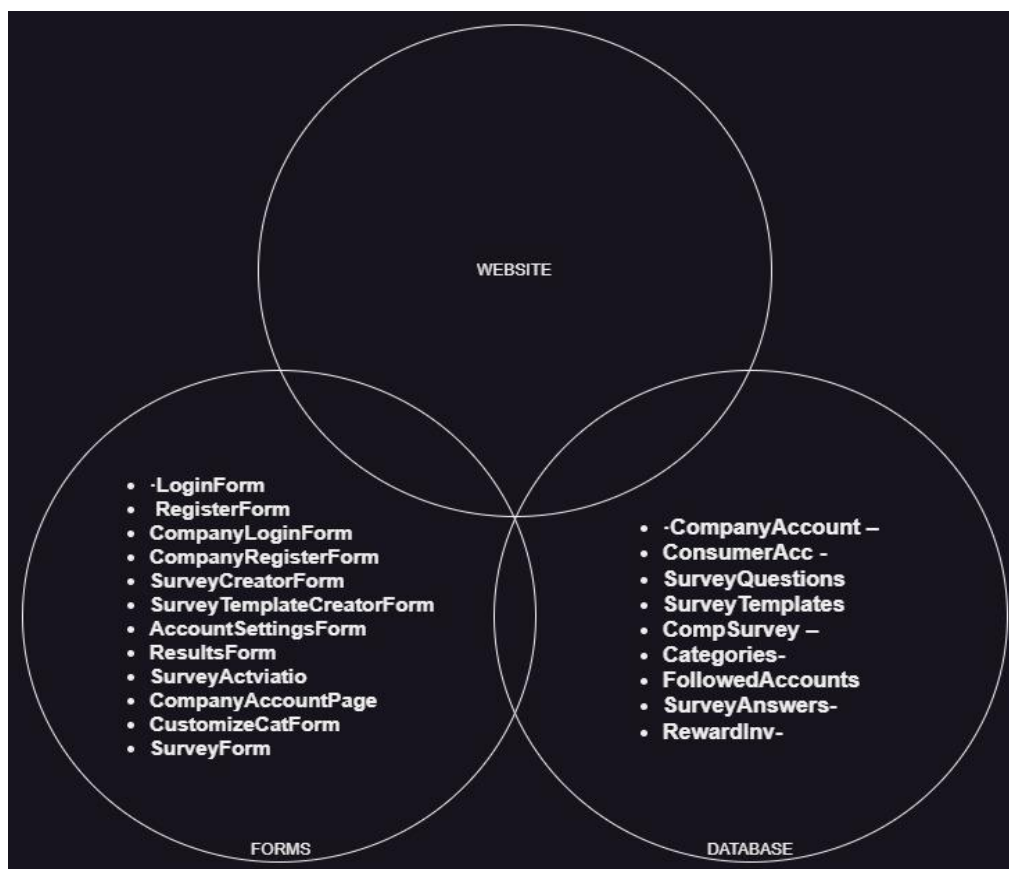 WEBSITE
• -LoginForm
• RegisterForm
• CompanyLoginForm
• CompanyRegisterForm
• SurveyCreatorForm
• SurveyTemplateCreatorForm
• AccountSettingsForm
• ResultsForm
• SurveyActviatio
• CompanyAccountPage
• CustomizeCatForm
• SurveyForm
FORMS
• -CompanyAccount –
• ConsumerAcc -
• SurveyQuestions
• SurveyTemplates
• CompSurvey –
• Categories-
• FollowedAccounts
• SurveyAnswers-
• RewardInv-
DATABASE